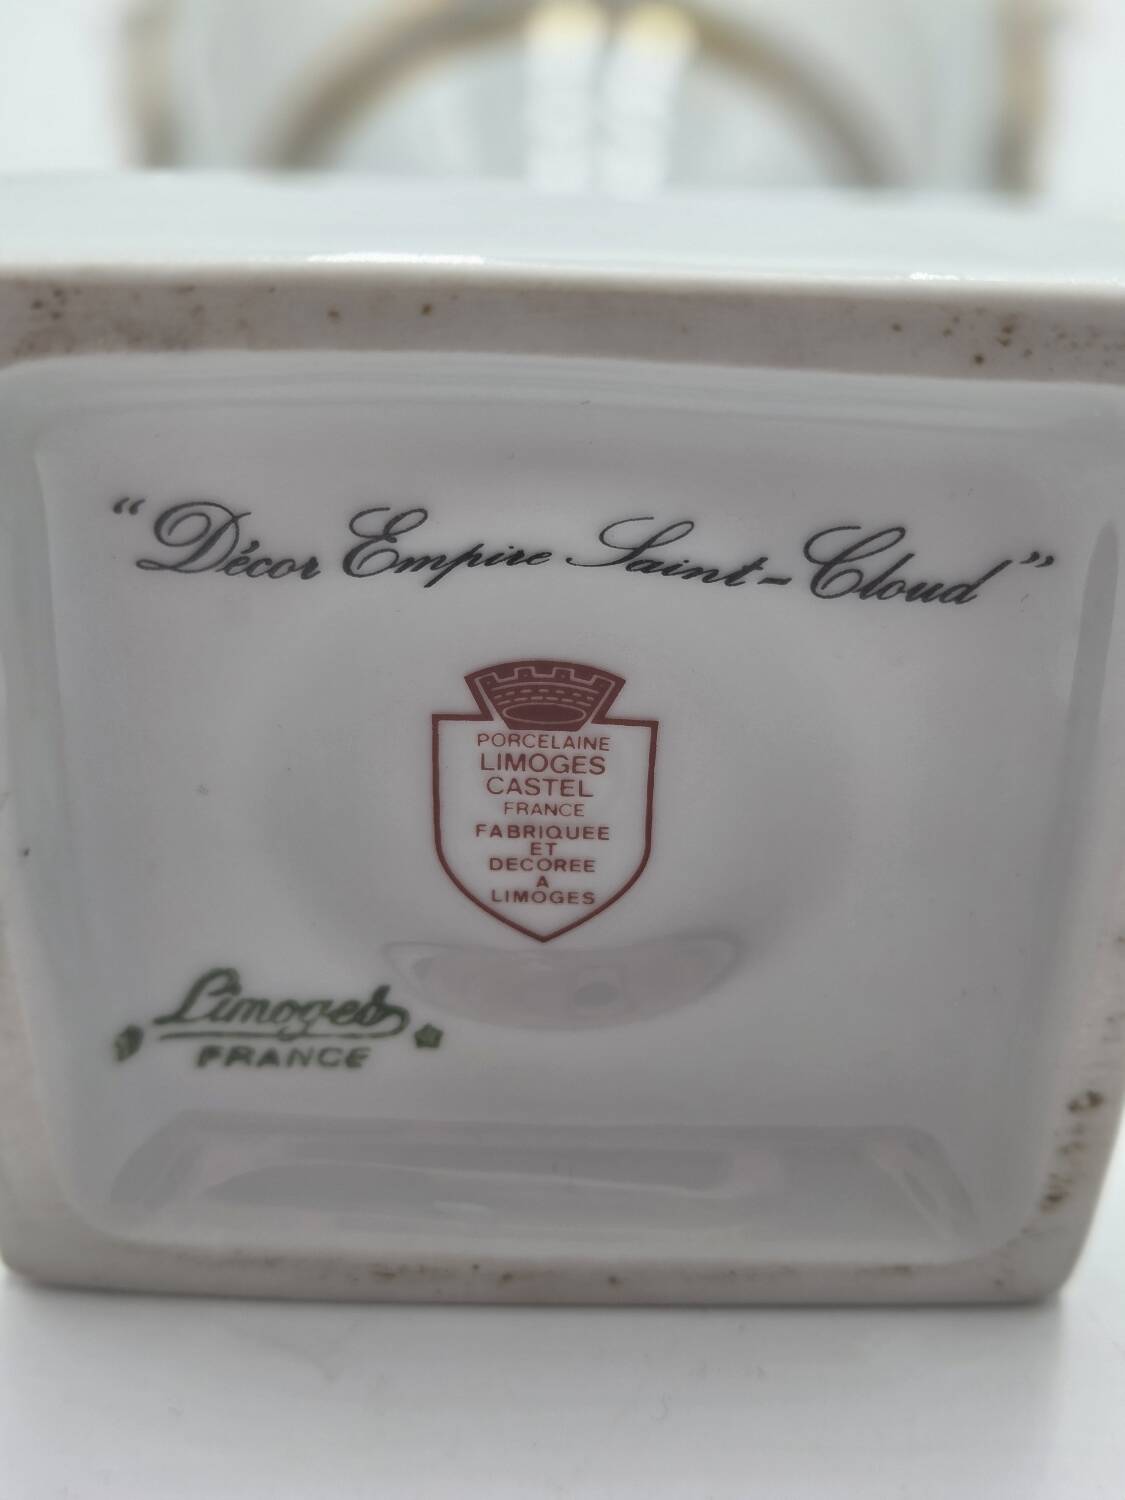 “Décor Empire Saint-Cloud”
PORCELAINE
LIMOGES
CASTEL
FRANCE
FABRIQUEE
ET
DECOREE
A
LIMOGES
Limoges
FRANCE